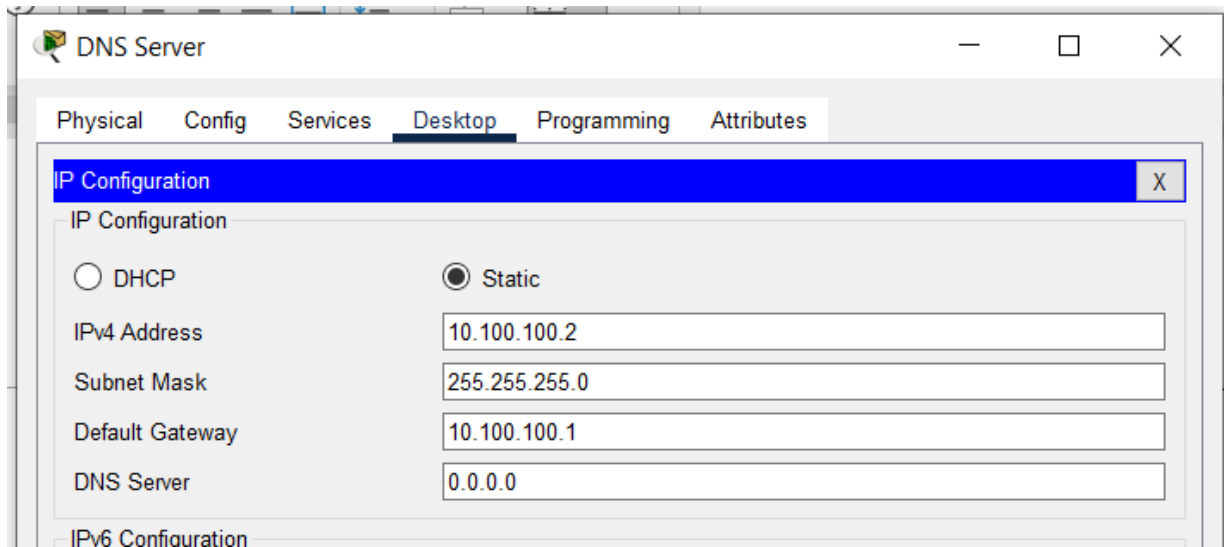 DNS Server
Physical Config Services Desktop Programming Attributes
IP Configuration X
IP Configuration
DHCP Static
IPv4 Address 10.100.100.2
Subnet Mask 255.255.255.0
Default Gateway 10.100.100.1
DNS Server 0.0.0.0
IPv6 Configuration